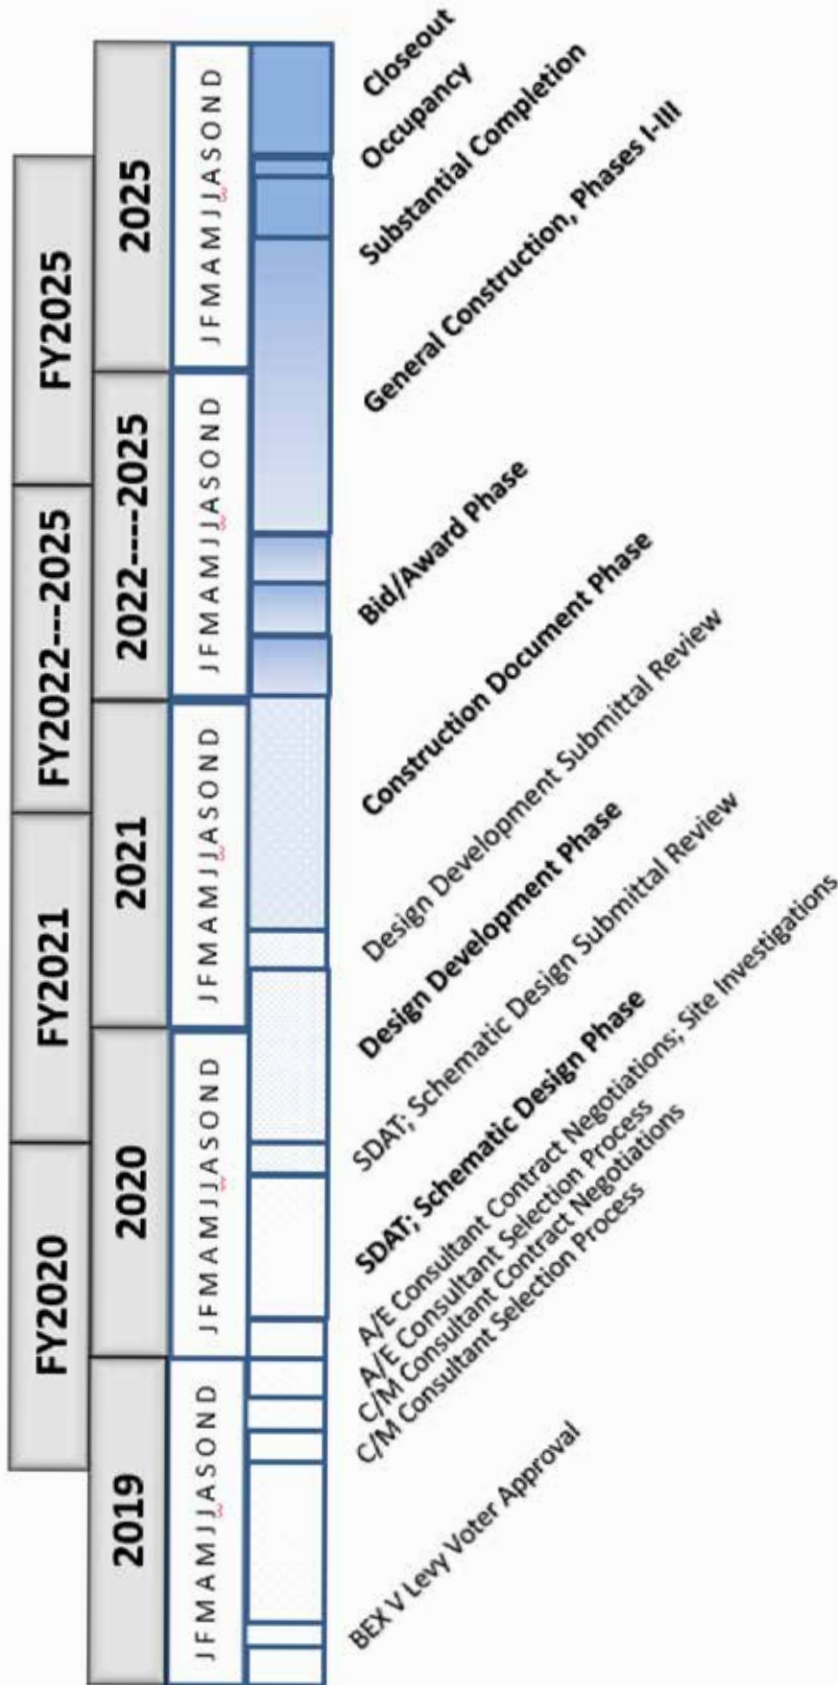 FY2020
FY2021
FY2022---2025
FY2025
2019
2020
2021
2022----2025
2025
J F M A M J J A S O N D
J F M A M J J A S O N D
J F M A M J J A S O N D
J F M A M J J A S O N D
J F M A M J J A S O N D
BEX V Levy Voter Approval
C/M Consultant Selection Process
C/M Consultant Contract Negotiations
A/E Consultant Selection Process
A/E Consultant Contract Negotiations; Site Investigations
SDAT; Schematic Design Phase
SDAT; Schematic Design Submittal Review
Design Development Phase
Design Development Submittal Review
Construction Document Phase
Bid/Award Phase
General Construction, Phases I-III
Substantial Completion
Occupancy
Closeout